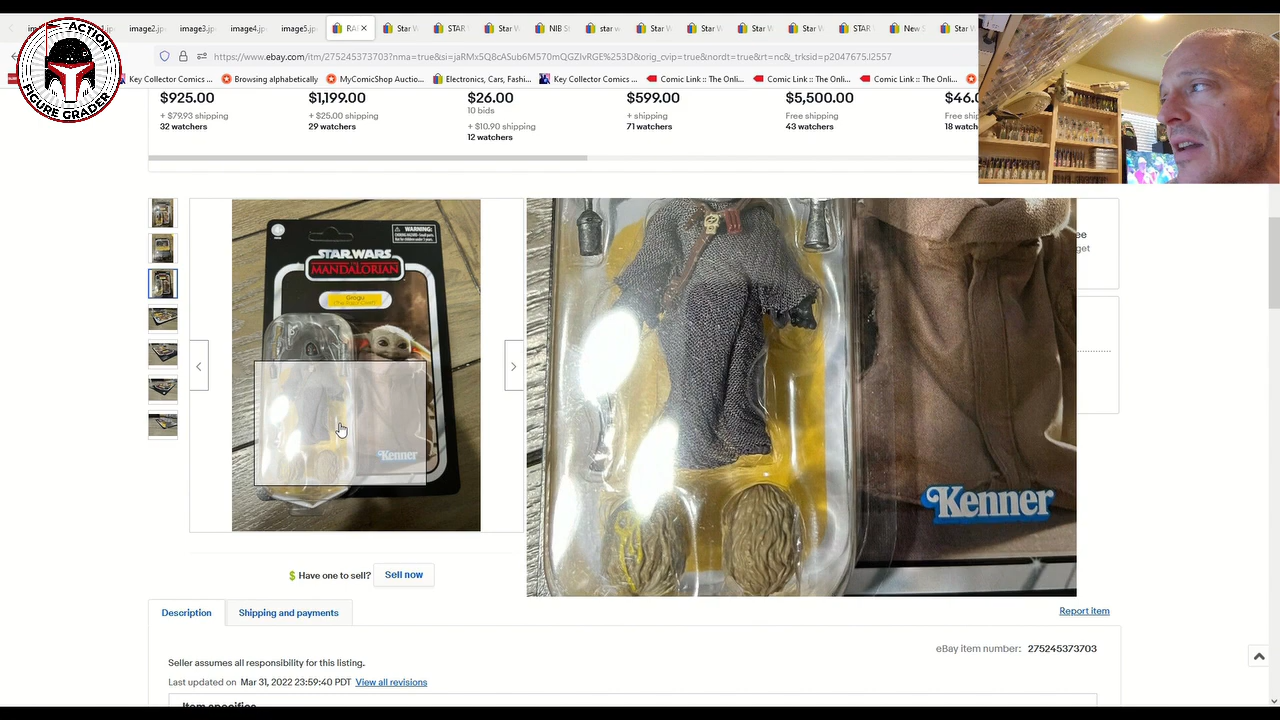 ACTION
FIGURE GRADER
image2.jp
image3.jp
image4.jp
image5.jp
RA
Star W
STAR
Star W
NIB S
star w
Star W
Star W
Star W
Star W
STAR
New S
Star W
https://www.ebay.com/itm/275245373703?nma=true&si=jaRMx5Q8cApb6M570mQGZIvRGE%253D&orig_cvip=true&nordt=true&rt=nc&_trksid=p2047675.l2557
Key Collector Comics ...
Browsing alphabetically
MyComicShop Auctio...
Electronics, Cars, Fashi...
Key Collector Comics ...
Comic Link :: The Onli...
Comic Link :: The Onli...
Comic Link :: The Onli...
$925.00
+ $79.93 shipping
32 watchers
$1,199.00
+ $25.00 shipping
29 watchers
$26.00
10 bids
+ $10.90 shipping
12 watchers
$599.00
+ shipping
71 watchers
$5,500.00
Free shipping
43 watchers
$46.0
Free ship
18 watch
WARNING:
STAR WARS
THE MANDALORIAN
Grogu
Kenner
Kenner
ee
get
Have one to sell?
Sell now
Description
Shipping and payments
Report item
eBay item number: 275245373703
Seller assumes all responsibility for this listing.
Last updated on Mar 31, 2022 23:59:40 PDT View all revisions
Item specifics